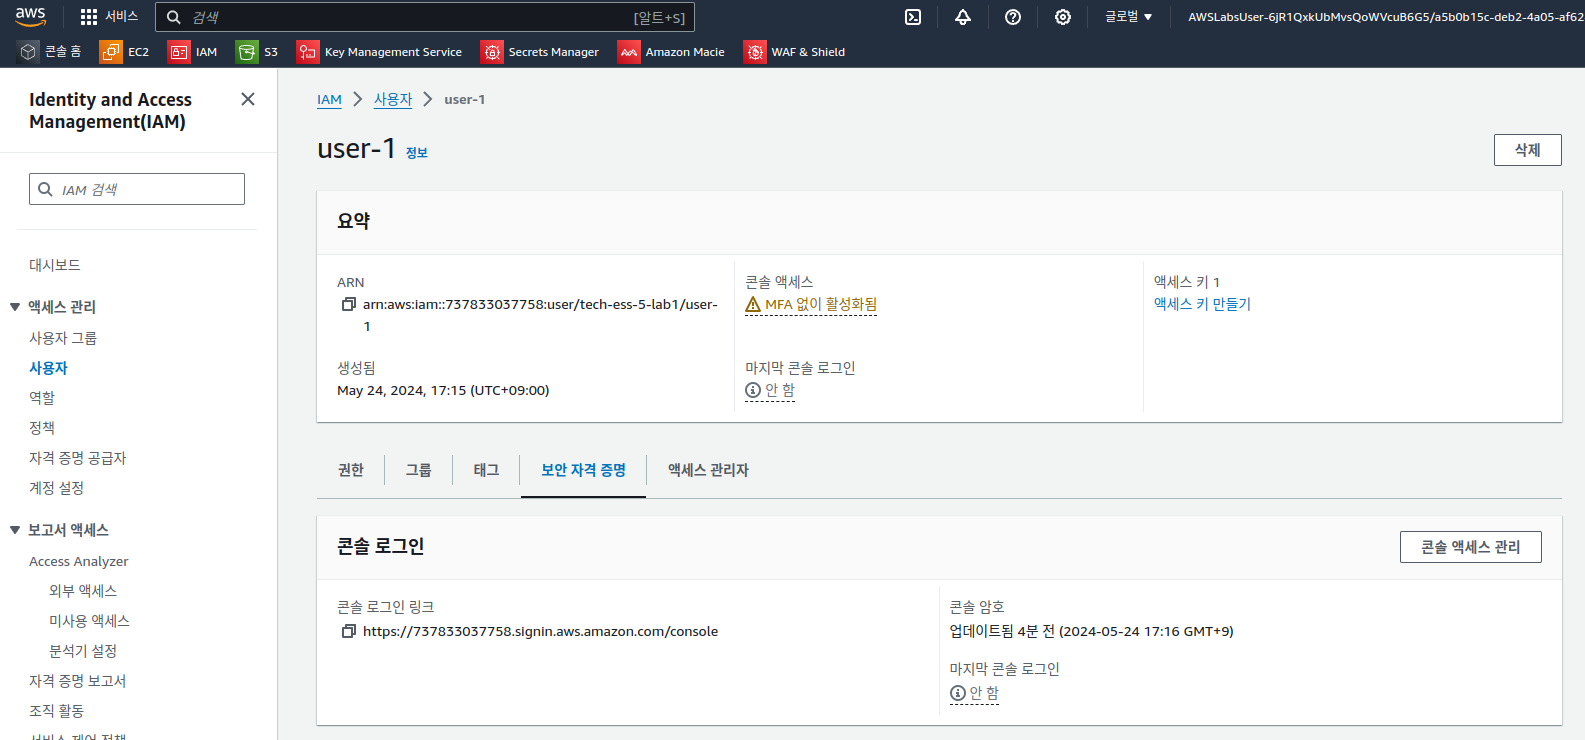 aws
서비스
검색
[알트+S]
글로벌
AWSLabsUser-6jR1QxkUbMvsQoWVcuB6G5/a5b0b15c-deb2-4a05-af62
콘솔 홈
EC2
IAM
S3
Key Management Service
Secrets Manager
Amazon Macie
WAF & Shield
Identity and Access
Management(IAM)
IAM 검색
대시보드
액세스 관리
사용자 그룹
사용자
역할
정책
자격 증명 공급자
계정 설정
보고서 액세스
Access Analyzer
외부 액세스
미사용 액세스
분석기 설정
자격 증명 보고서
조직 활동
서비스 제어 정책
IAM
사용자
user-1
user-1
정보
삭제
요약
ARN
arn:aws:iam::737833037758:user/tech-ess-5-lab1/user-
1
생성됨
May 24, 2024, 17:15 (UTC+09:00)
콘솔 액세스
MFA 없이 활성화됨
마지막 콘솔 로그인
안 함
액세스 키 1
액세스 키 만들기
권한
그룹
태그
보안 자격 증명
액세스 관리자
콘솔 로그인
콘솔 액세스 관리
콘솔 로그인 링크
https://737833037758.signin.aws.amazon.com/console
콘솔 암호
업데이트됨 4분 전 (2024-05-24 17:16 GMT+9)
마지막 콘솔 로그인
안 함